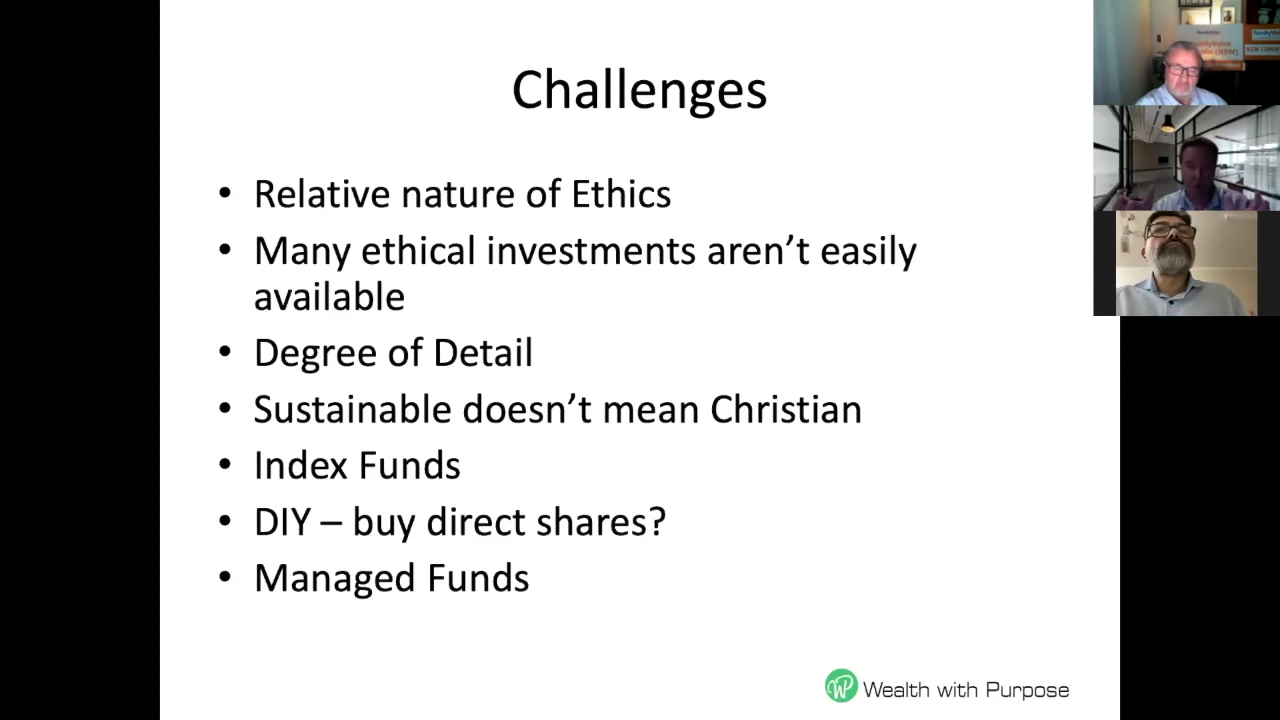 Challenges
• Relative nature of Ethics
• Many ethical investments aren’t easily
available
• Degree of Detail
• Sustainable doesn’t mean Christian
• Index Funds
• DIY – buy direct shares?
• Managed Funds
Wealth with Purpose